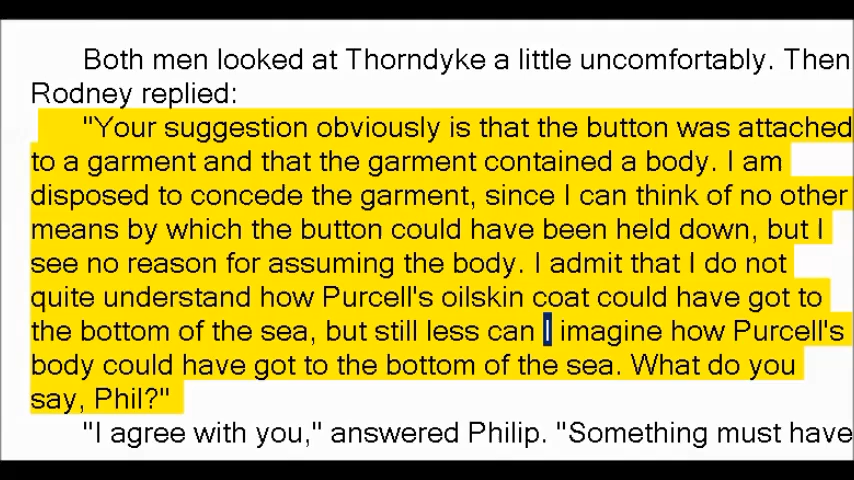 Both men looked at Thorndyke a little uncomfortably. Then
Rodney replied:
"Your suggestion obviously is that the button was attached
to a garment and that the garment contained a body. I am
disposed to concede the garment, since I can think of no other
means by which the button could have been held down, but I
see no reason for assuming the body. I admit that I do not
quite understand how Purcell's oilskin coat could have got to
the bottom of the sea, but still less can I imagine how Purcell's
body could have got to the bottom of the sea. What do you
say, Phil?"
"I agree with you," answered Philip. "Something must have